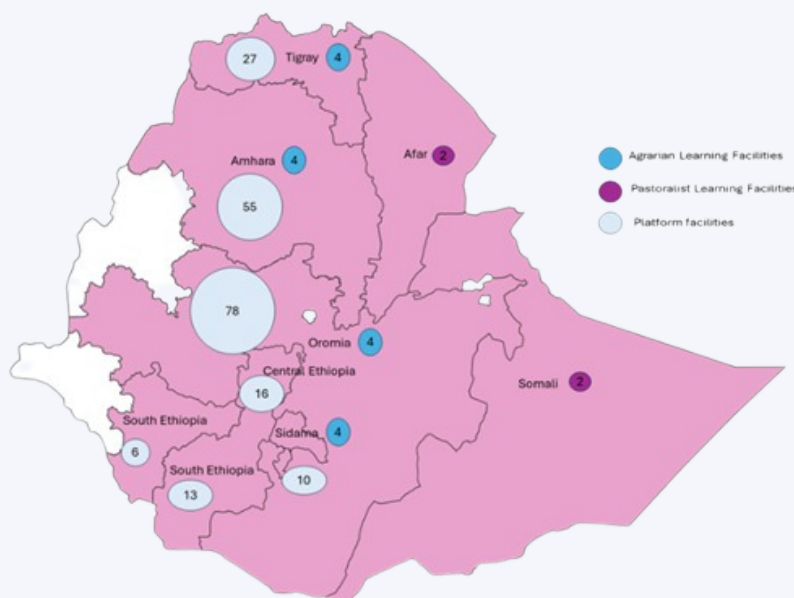 27
Tigray
4
Amhara
4
Afar
2
55
Agrarian Learning Facilities
Pastoralist Learning Facilities
Platform facilities
78
Oromia
4
Central Ethiopia
16
Somali
2
South Ethiopia
6
Sidama
4
South Ethiopia
13
10